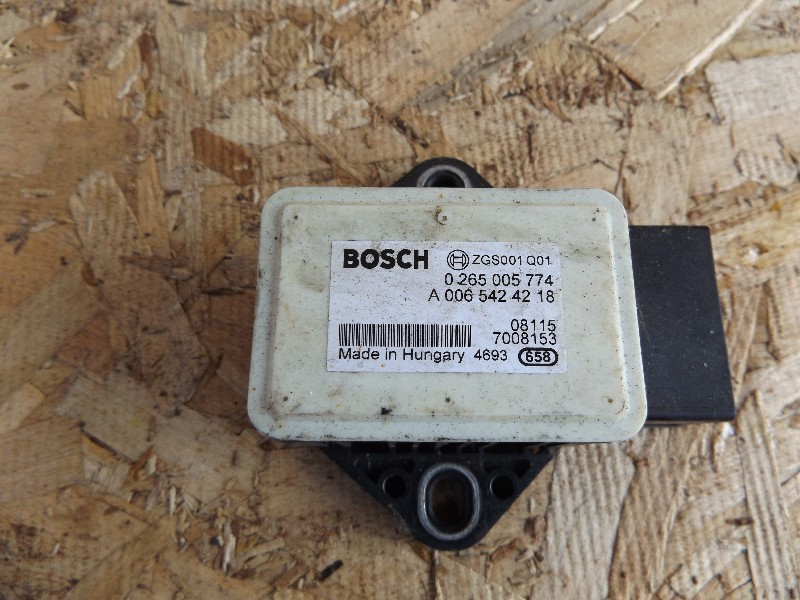 BOSCH ZGS001 Q01
0 265 005 774
A 006 542 42 18
08115
7008153
Made in Hungary 4693 658